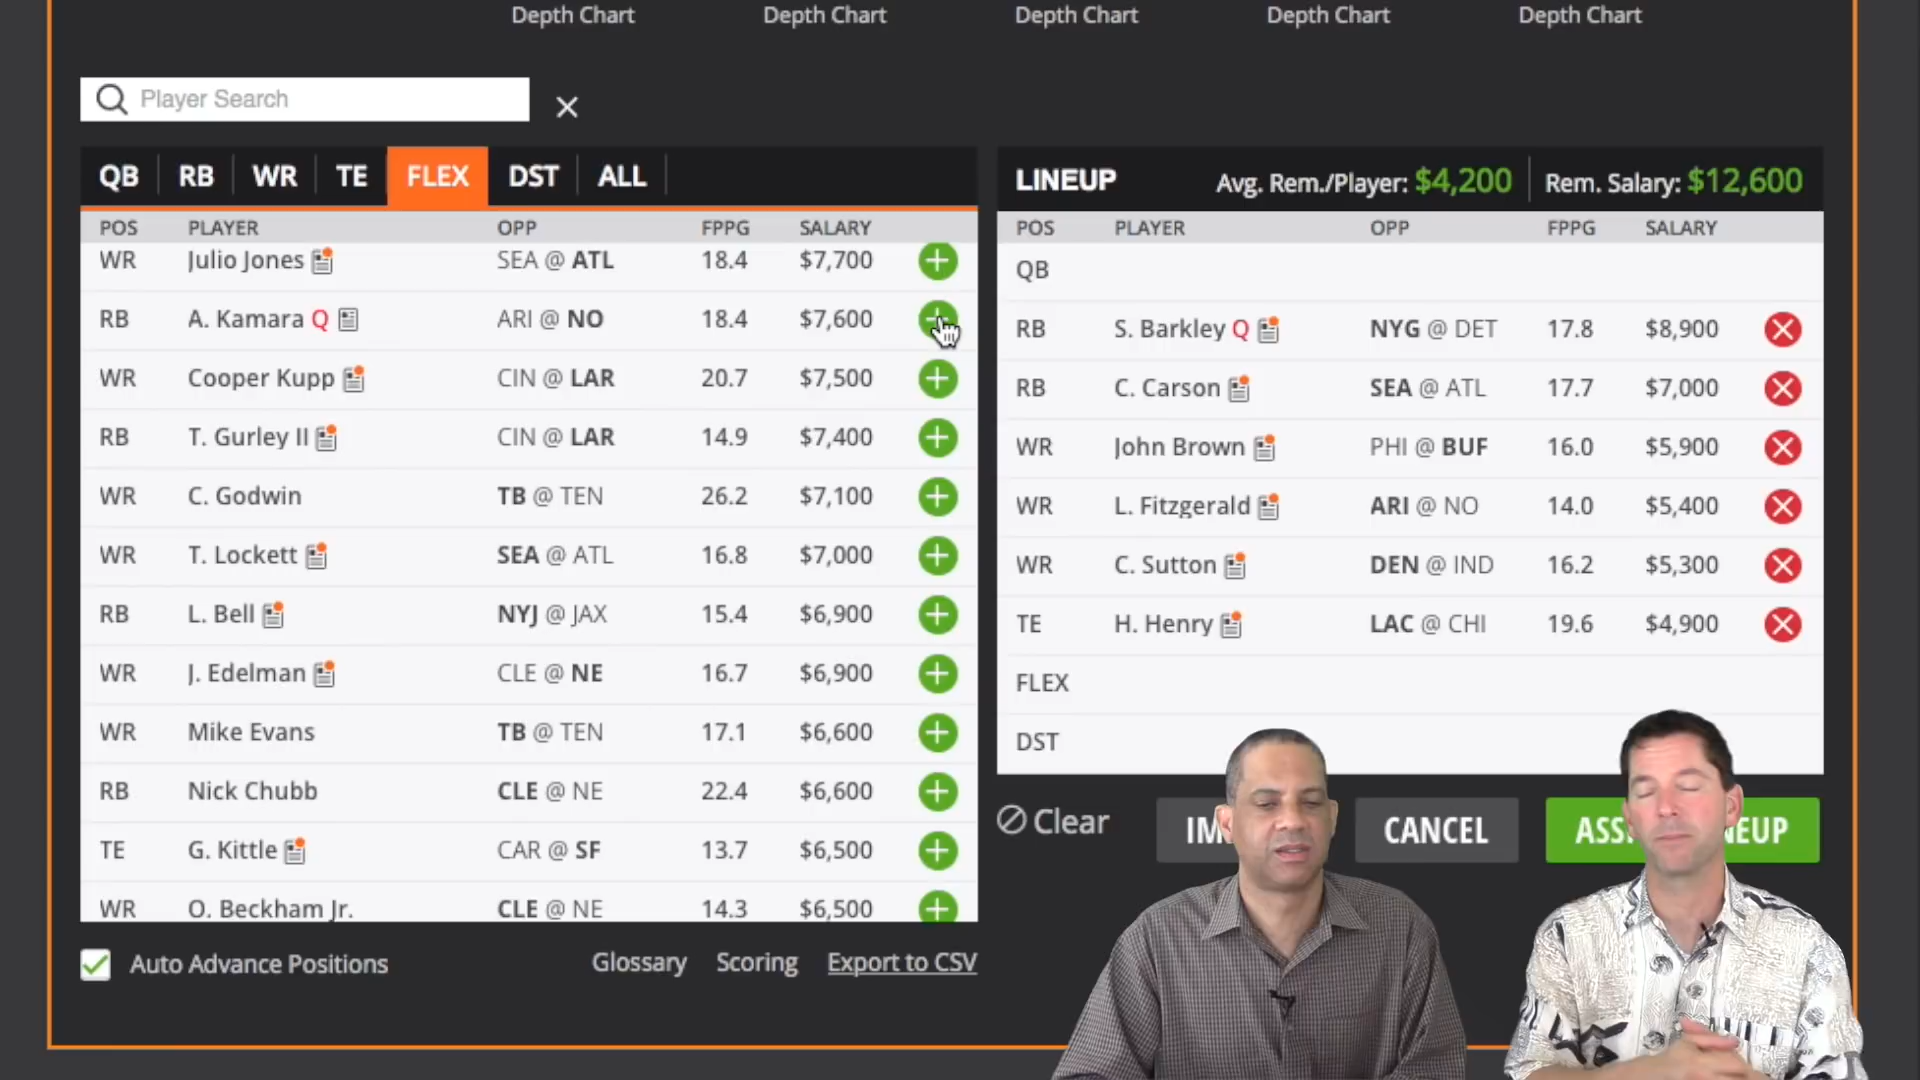 Depth Chart Depth Chart Depth Chart Depth Chart Depth Chart
Player Search
QB RB WR TE FLEX DST ALL
POS PLAYER OPP FPPG SALARY
WR Julio Jones SEA @ ATL 18.4 $7,700
RB A. Kamara Q ARI @ NO 18.4 $7,600
WR Cooper Kupp CIN @ LAR 20.7 $7,500
RB T. Gurley II CIN @ LAR 14.9 $7,400
WR C. Godwin TB @ TEN 26.2 $7,100
WR T. Lockett SEA @ ATL 16.8 $7,000
RB L. Bell NYJ @ JAX 15.4 $6,900
WR J. Edelman CLE @ NE 16.7 $6,900
WR Mike Evans TB @ TEN 17.1 $6,600
RB Nick Chubb CLE @ NE 22.4 $6,600
TE G. Kittle CAR @ SF 13.7 $6,500
WR O. Beckham Jr. CLE @ NE 14.3 $6,500
Auto Advance Positions Glossary Scoring Export to CSV
LINEUP Avg. Rem./Player: $4,200 Rem. Salary: $12,600
POS PLAYER OPP FPPG SALARY
QB
RB S. Barkley Q NYG @ DET 17.8 $8,900
RB C. Carson SEA @ ATL 17.7 $7,000
WR John Brown PHI @ BUF 16.0 $5,900
WR L. Fitzgerald ARI @ NO 14.0 $5,400
WR C. Sutton DEN @ IND 16.2 $5,300
TE H. Henry LAC @ CHI 19.6 $4,900
FLEX
DST
Clear CANCEL